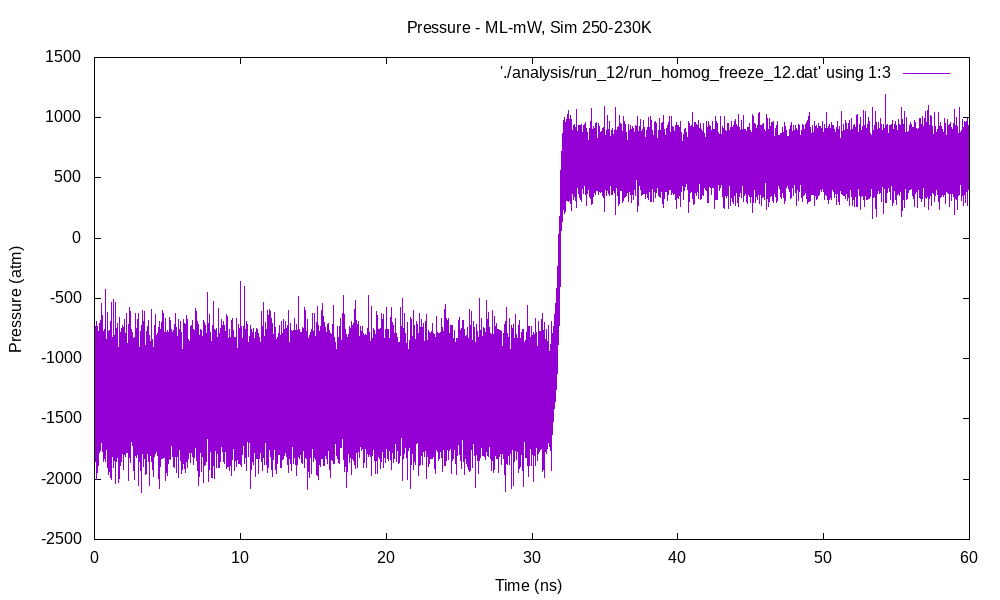 Pressure - ML-mW, Sim 250-230K
'./analysis/run_12/run_homog_freeze_12.dat' using 1:3
Pressure (atm)
1500
1000
500
0
-500
-1000
-1500
-2000
-2500
0 10 20 30 40 50 60
Time (ns)